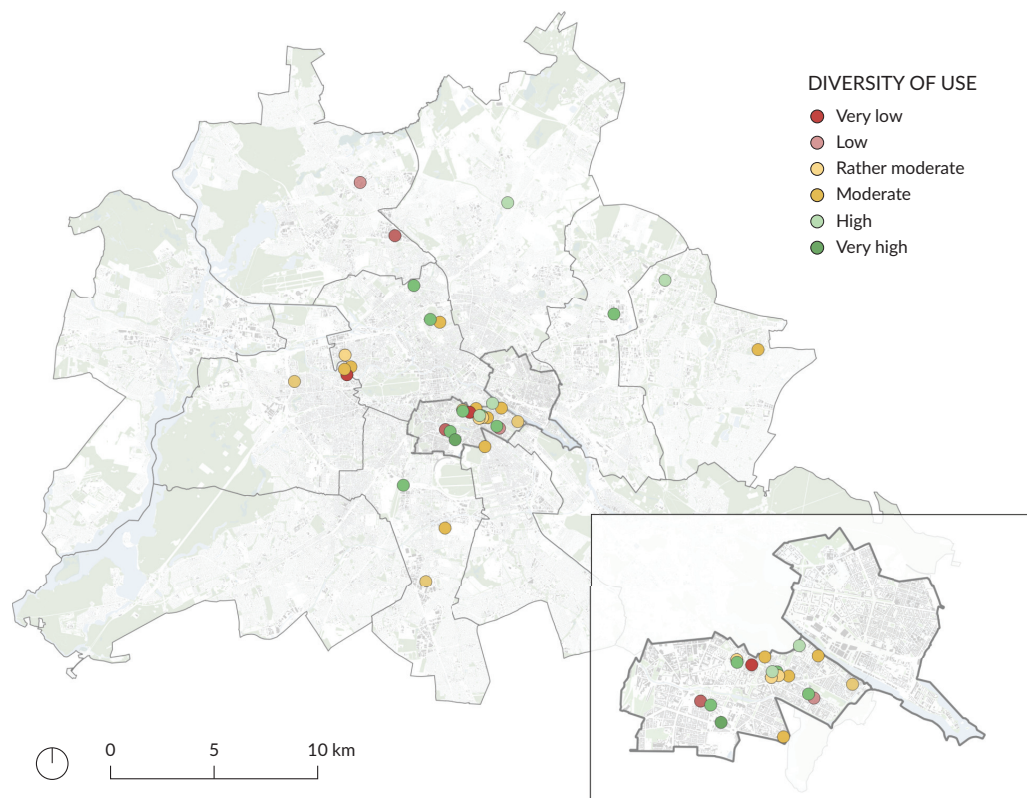 DIVERSITY OF USE
Very low
Low
Rather moderate
Moderate
High
Very high
0 5 10 km